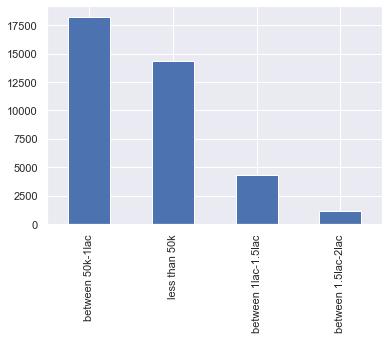 17500
15000
12500
10000
7500
5000
2500
0
between 50k-1lac
less than 50k
between 1lac-1.5lac
between 1.5lac-2lac